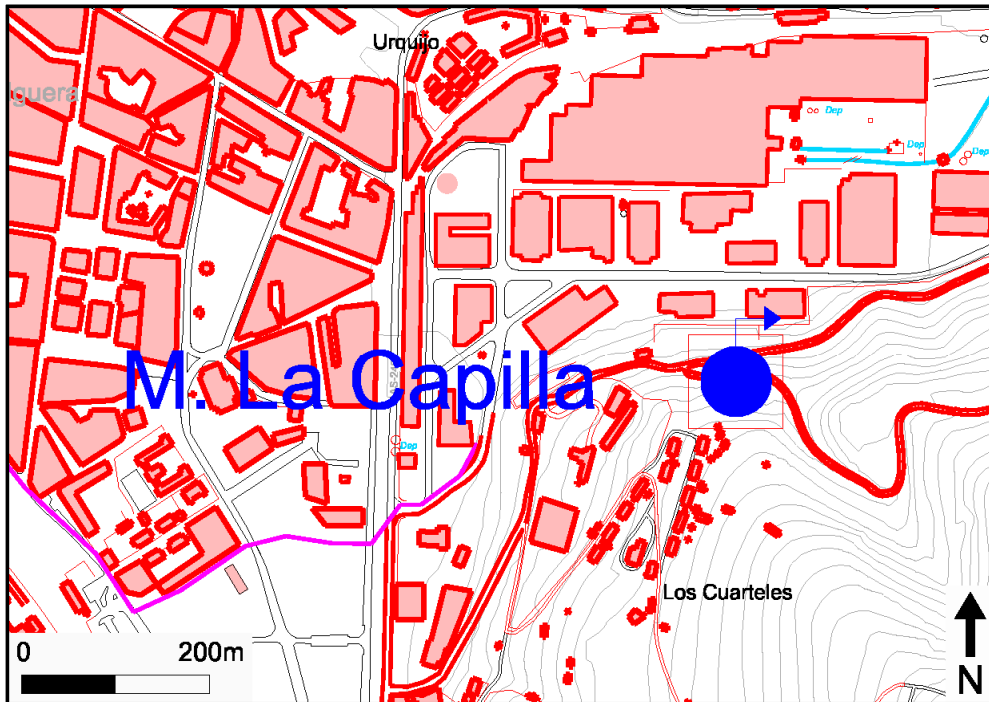 Urquijo
guera
Dep
Dep
Dep
M. La Capilla
Dep
Los Cuarteles
0 200m
N